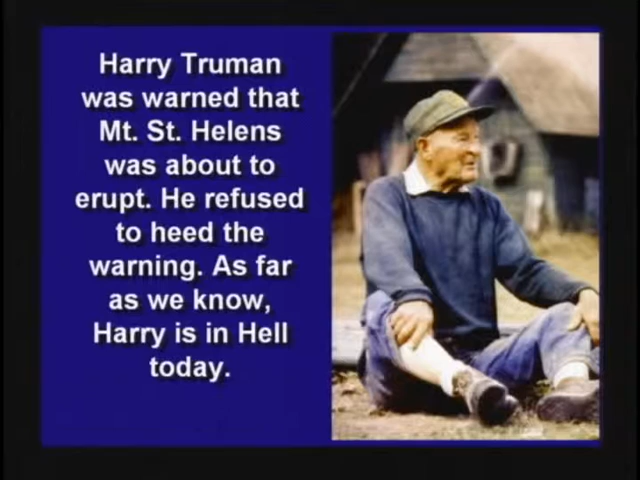 Harry Truman
was warned that
Mt. St. Helens
was about to
erupt. He refused
to heed the
warning. As far
as we know,
Harry is in Hell
today.